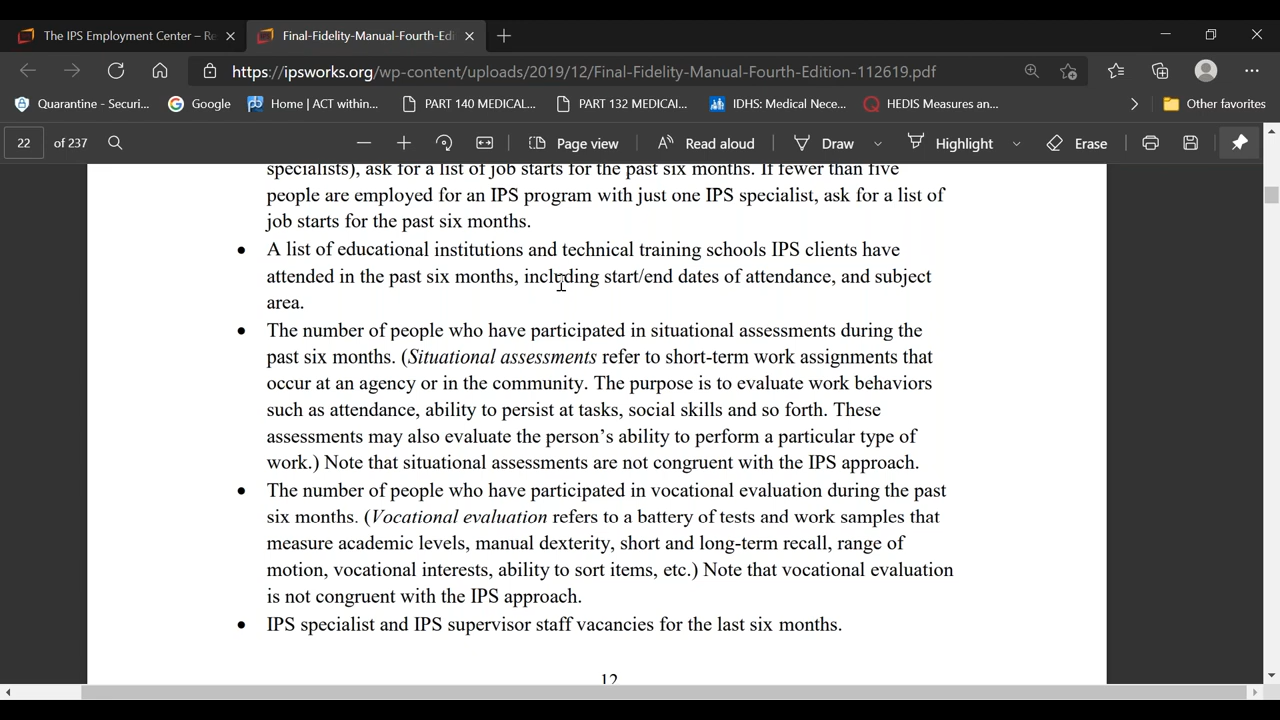 The IPS Employment Center – Re
Final-Fidelity-Manual-Fourth-Edi
https://ipsworks.org/wp-content/uploads/2019/12/Final-Fidelity-Manual-Fourth-Edition-112619.pdf
Quarantine - Securi...
Google
Home | ACT within...
PART 140 MEDICAL...
PART 132 MEDICAL...
IDHS: Medical Nece...
HEDIS Measures an...
Other favorites
22 of 237
Page view
Read aloud
Draw
Highlight
Erase
specialists), ask for a list of job starts for the past six months. If fewer than five
people are employed for an IPS program with just one IPS specialist, ask for a list of
job starts for the past six months.
• A list of educational institutions and technical training schools IPS clients have
attended in the past six months, including start/end dates of attendance, and subject
area.
• The number of people who have participated in situational assessments during the
past six months. (Situational assessments refer to short-term work assignments that
occur at an agency or in the community. The purpose is to evaluate work behaviors
such as attendance, ability to persist at tasks, social skills and so forth. These
assessments may also evaluate the person's ability to perform a particular type of
work.) Note that situational assessments are not congruent with the IPS approach.
• The number of people who have participated in vocational evaluation during the past
six months. (Vocational evaluation refers to a battery of tests and work samples that
measure academic levels, manual dexterity, short and long-term recall, range of
motion, vocational interests, ability to sort items, etc.) Note that vocational evaluation
is not congruent with the IPS approach.
• IPS specialist and IPS supervisor staff vacancies for the last six months.
12